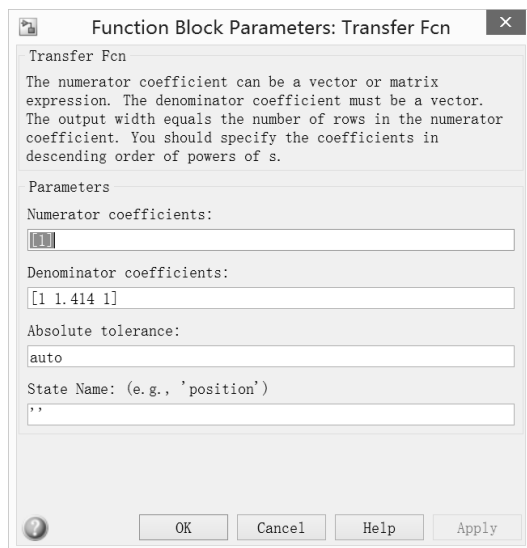 Function Block Parameters: Transfer Fcn
Transfer Fcn
The numerator coefficient can be a vector or matrix
expression. The denominator coefficient must be a vector.
The output width equals the number of rows in the numerator
coefficient. You should specify the coefficients in
descending order of powers of s.
Parameters
Numerator coefficients:
[1]
Denominator coefficients:
[1 1.414 1]
Absolute tolerance:
auto
State Name: (e.g., 'position')
''
OK Cancel Help Apply